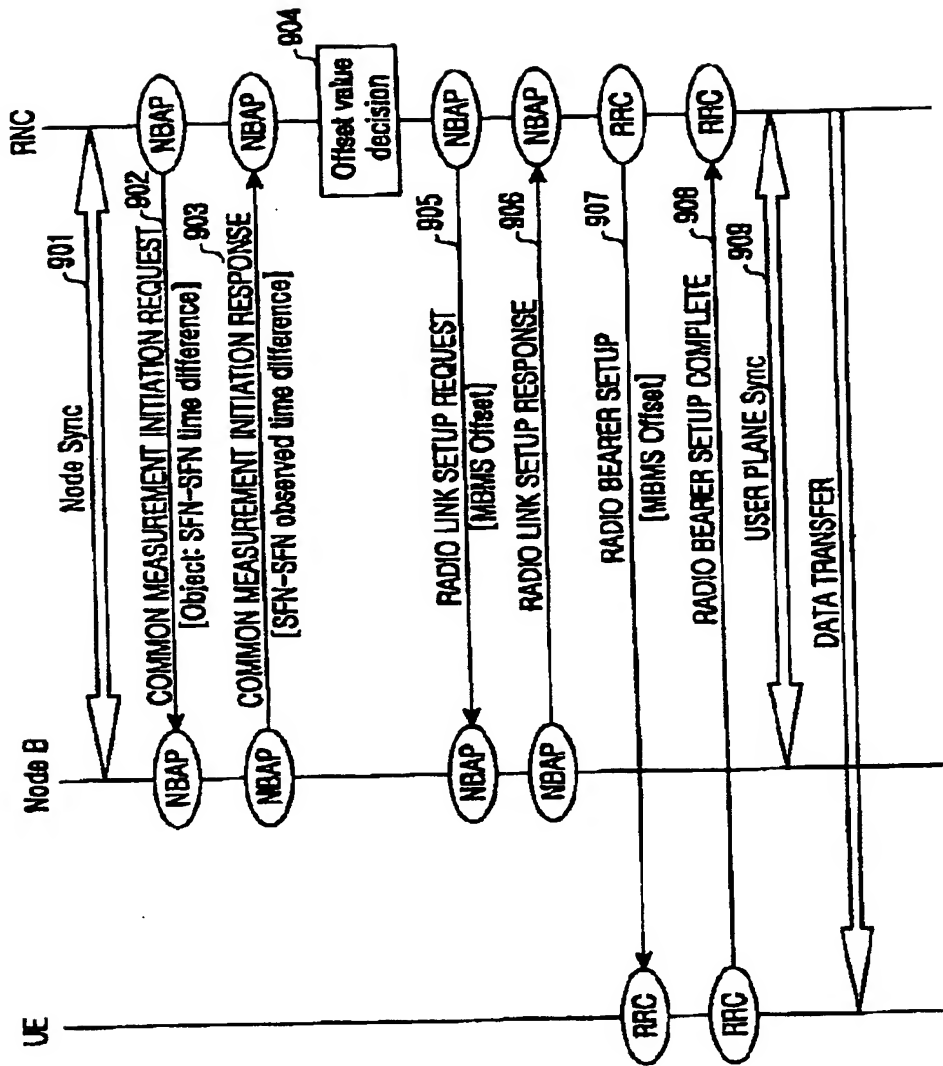 UE
Node B
RNC
Node Sync
901
COMMON MEASUREMENT INITIATION REQUEST
902
[Object: SFN-SFN time difference]
NBAP
NBAP
COMMON MEASUREMENT INITIATION RESPONSE
903
[SFN-SFN observed time difference]
NBAP
NBAP
904
Offset value
decision
RADIO LINK SETUP REQUEST
905
[MBMS Offset]
NBAP
NBAP
RADIO LINK SETUP RESPONSE
906
NBAP
NBAP
RADIO BEARER SETUP
907
[MBMS Offset]
RRC
RRC
RADIO BEARER SETUP COMPLETE
908
RRC
RRC
USER PLANE Sync
909
DATA TRANSFER